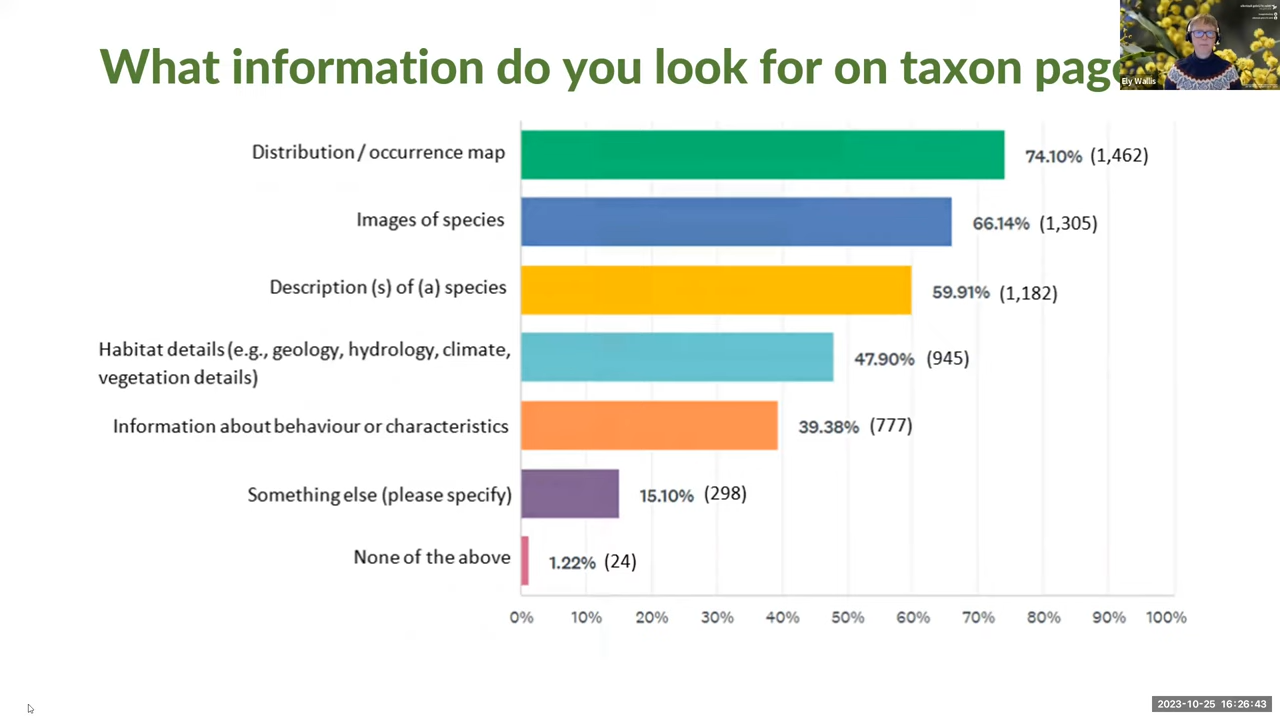 What information do you look for on taxon page
Ely Wallis
Distribution / occurrence map
74.10% (1,462)
Images of species
66.14% (1,305)
Description (s) of (a) species
59.91% (1,182)
Habitat details (e.g., geology, hydrology, climate,
vegetation details)
47.90% (945)
Information about behaviour or characteristics
39.38% (777)
Something else (please specify)
15.10% (298)
None of the above
1.22% (24)
0% 10% 20% 30% 40% 50% 60% 70% 80% 90% 100%
2023-10-25 16:26:43